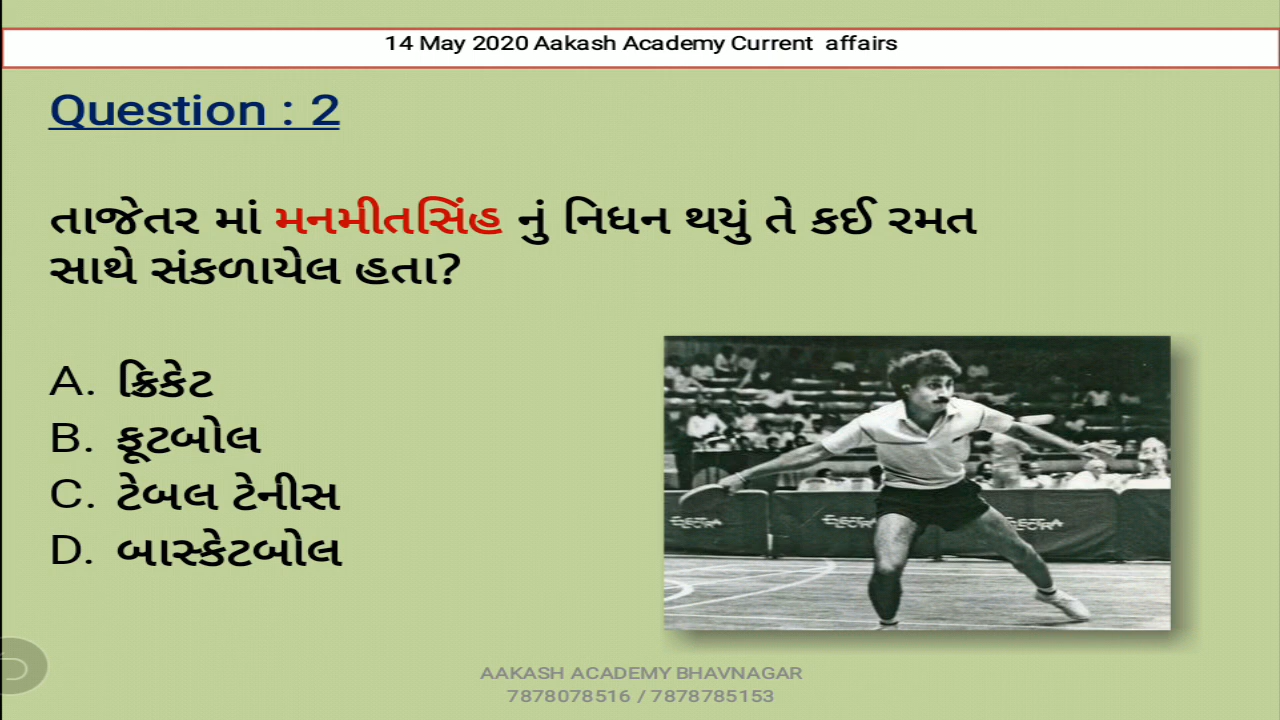 14 May 2020 Aakash Academy Current affairs
Question : 2
તાજેતર માં મનમીતસિંહ નું નિધન થયું તે કઈ રમત
સાથે સંકળાયેલ હતા?
A. ક્રિકેટ
B. ફૂટબોલ
C. ટેબલ ટેનીસ
D. બાસ્કેટબોલ
AAKASH ACADEMY BHAVNAGAR
7878078516 / 7878785153